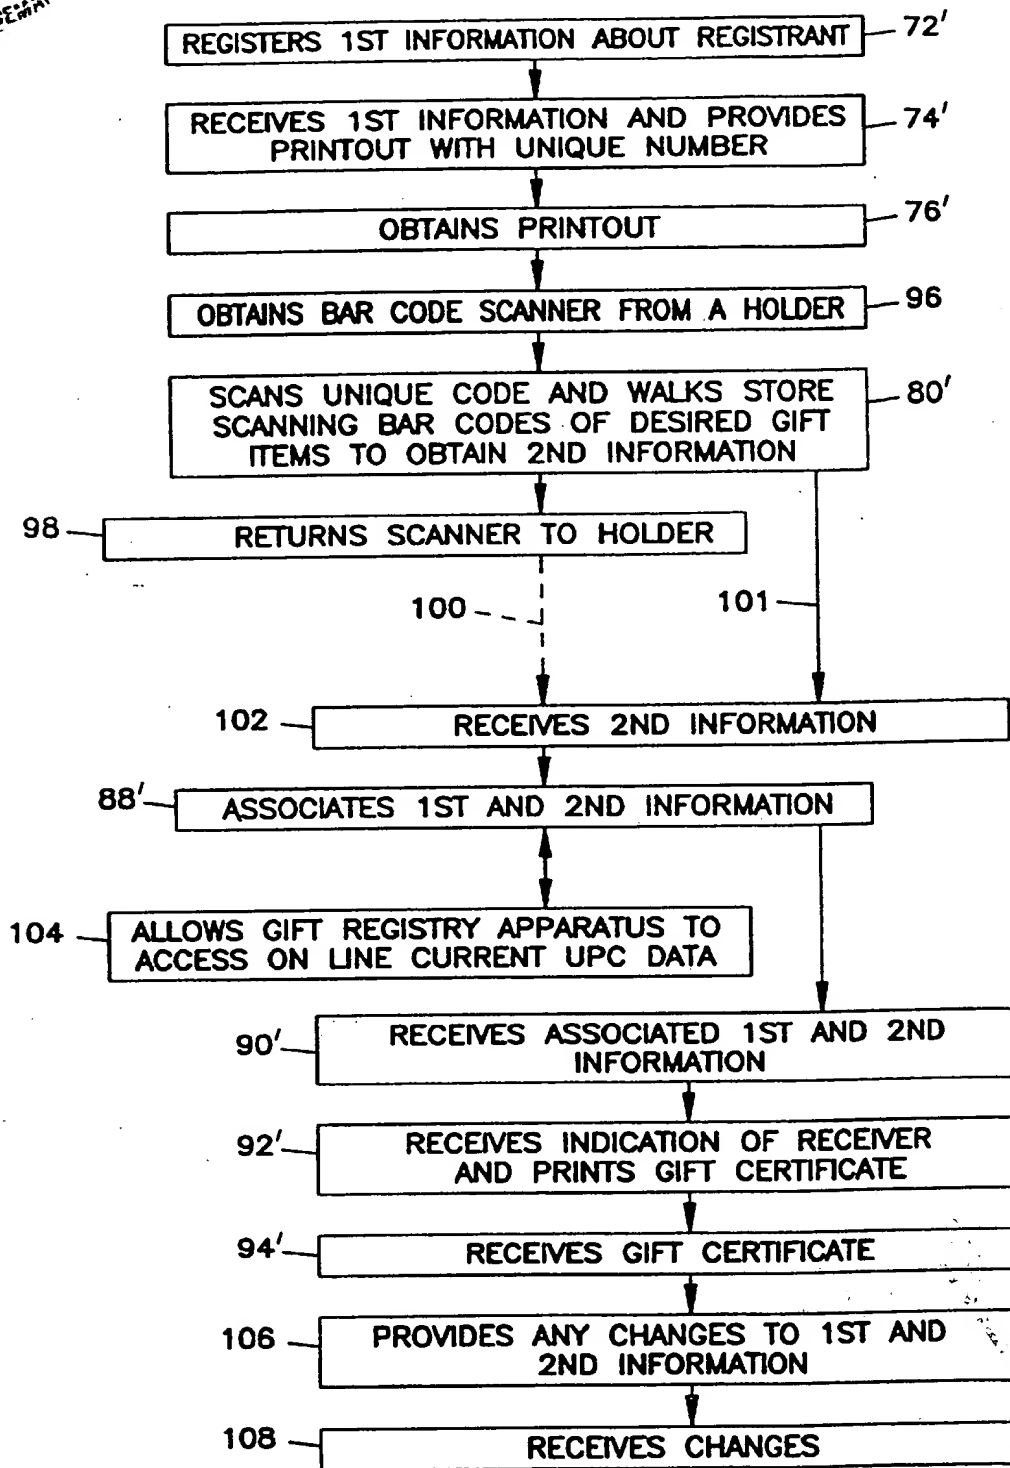 REGISTERS 1ST INFORMATION ABOUT REGISTRANT
72'
RECEIVES 1ST INFORMATION AND PROVIDES
PRINTOUT WITH UNIQUE NUMBER
74'
OBTAINS PRINTOUT
76'
OBTAINS BAR CODE SCANNER FROM A HOLDER
96
SCANS UNIQUE CODE AND WALKS STORE
SCANNING BAR CODES OF DESIRED GIFT
ITEMS TO OBTAIN 2ND INFORMATION
80'
98
RETURNS SCANNER TO HOLDER
100
101
102
RECEIVES 2ND INFORMATION
88'
ASSOCIATES 1ST AND 2ND INFORMATION
104
ALLOWS GIFT REGISTRY APPARATUS TO
ACCESS ON LINE CURRENT UPC DATA
90'
RECEIVES ASSOCIATED 1ST AND 2ND
INFORMATION
92'
RECEIVES INDICATION OF RECEIVER
AND PRINTS GIFT CERTIFICATE
94'
RECEIVES GIFT CERTIFICATE
106
PROVIDES ANY CHANGES TO 1ST AND
2ND INFORMATION
108
RECEIVES CHANGES